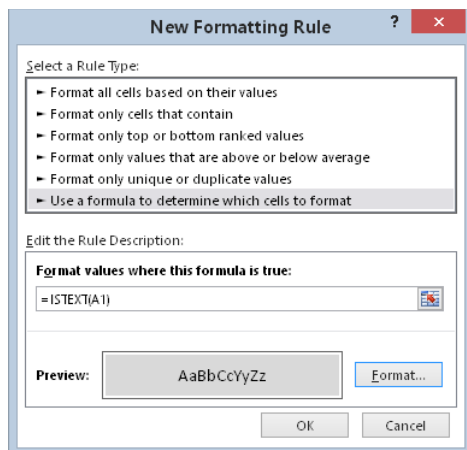 New Formatting Rule ? ×
Select a Rule Type:
► Format all cells based on their values
► Format only cells that contain
► Format only top or bottom ranked values
► Format only values that are above or below average
► Format only unique or duplicate values
► Use a formula to determine which cells to format
Edit the Rule Description:
Format values where this formula is true:
=ISTEXT(A1)
Preview: AaBbCcYyZz Format...
OK Cancel